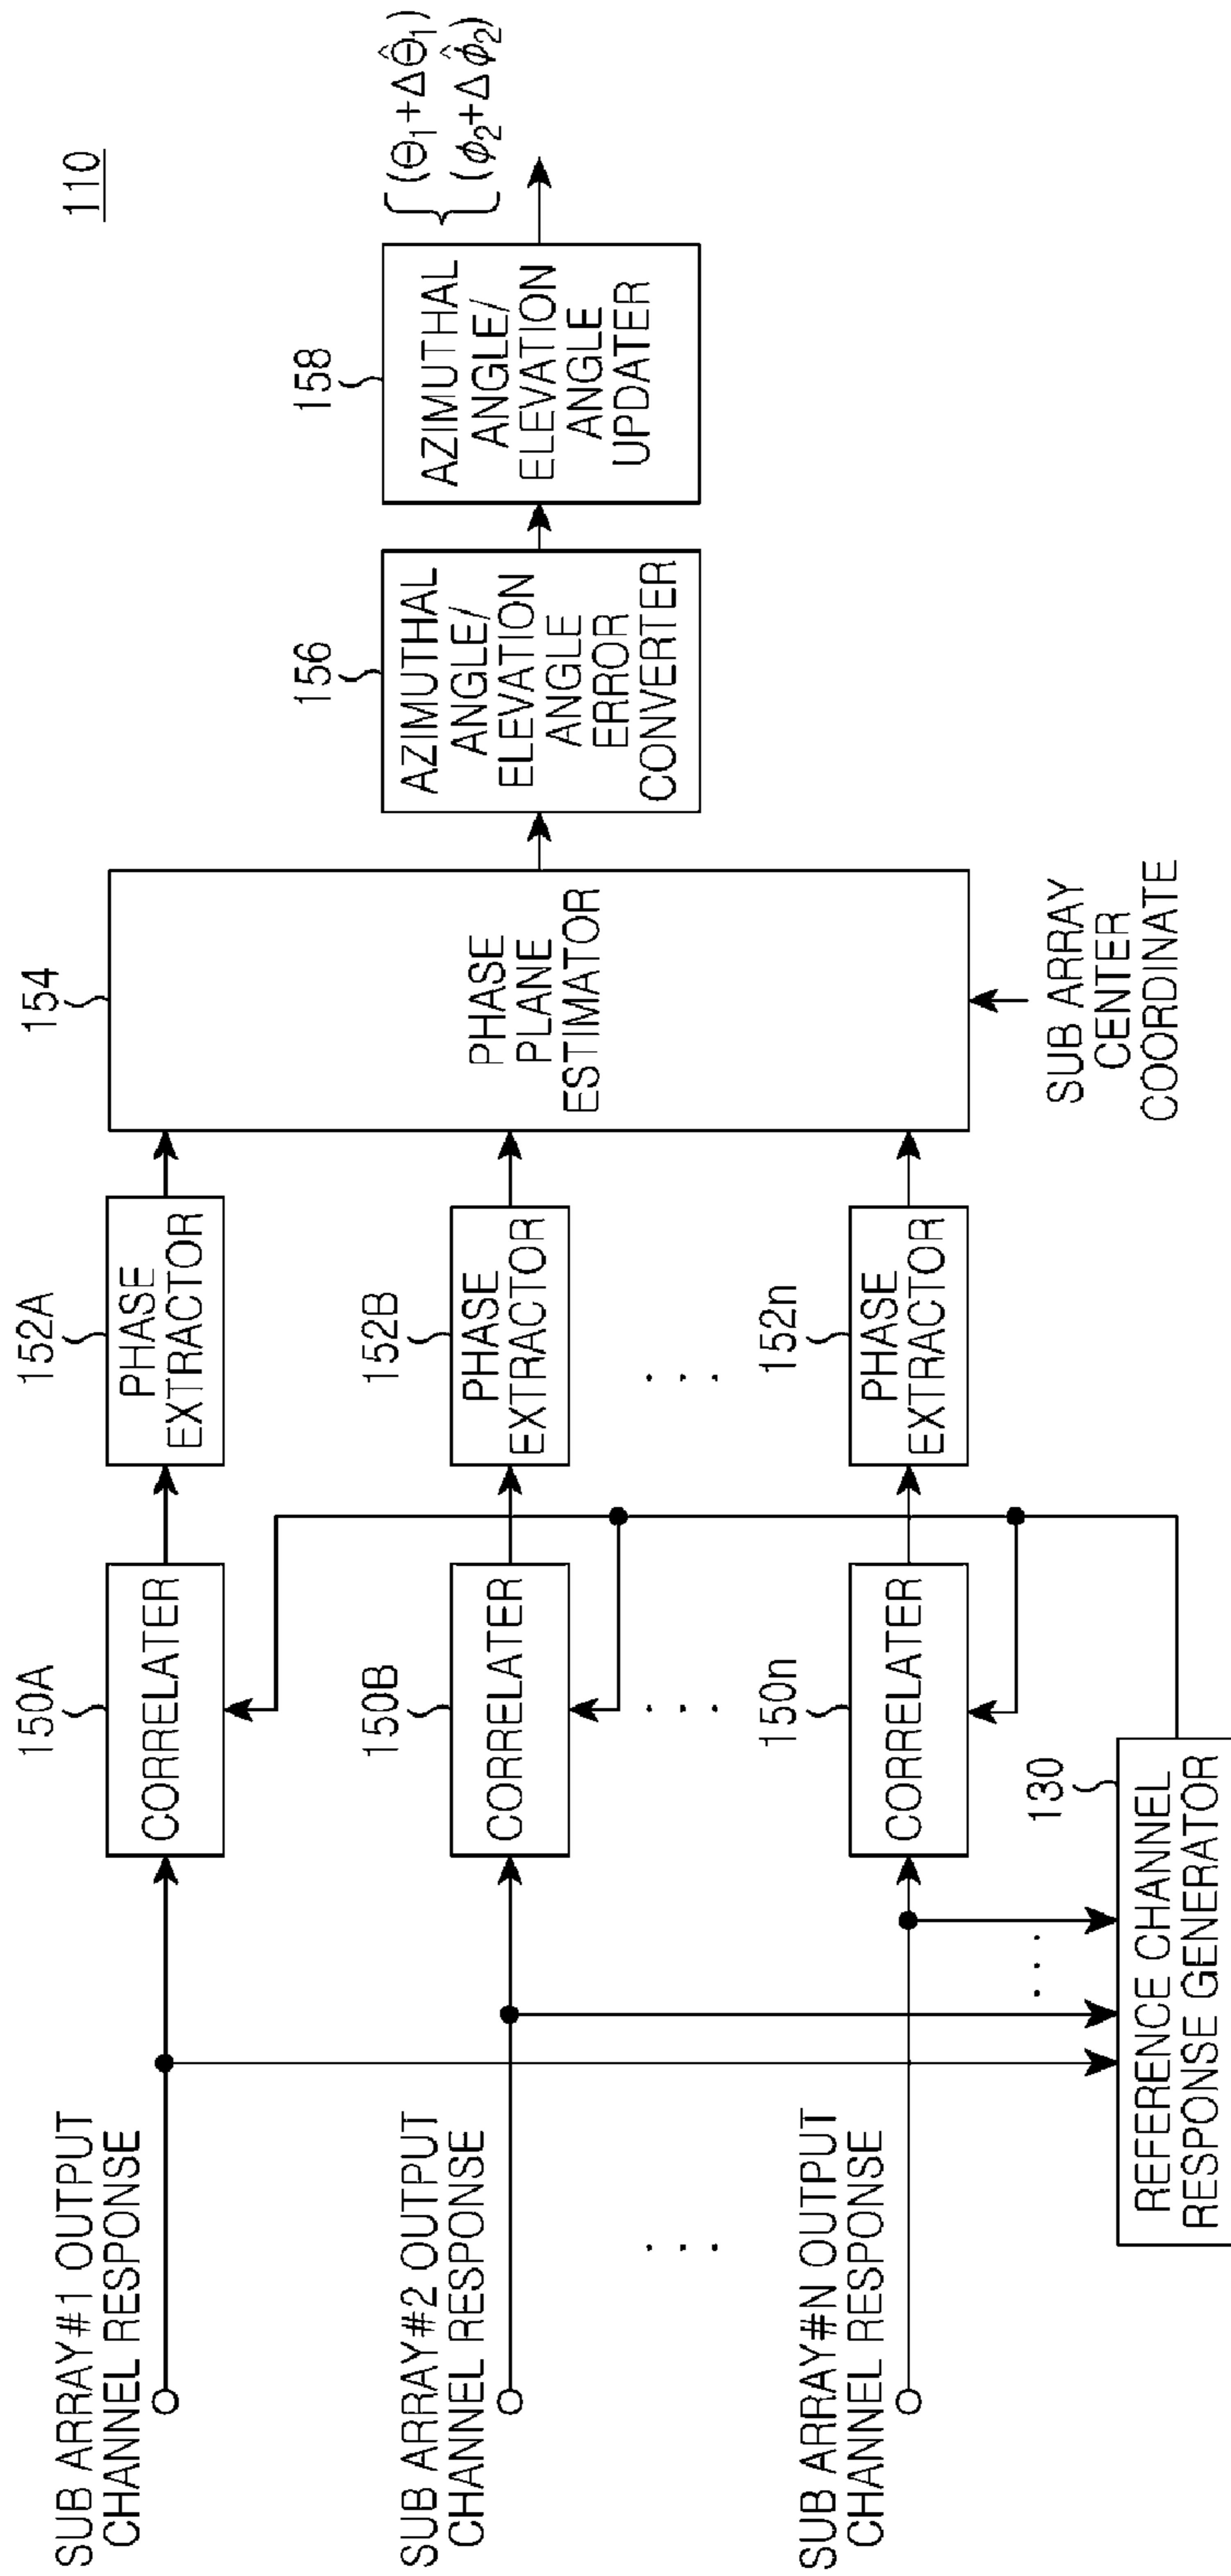 110
SUB ARRAY#1 OUTPUT
CHANNEL RESPONSE
150A
CORRELATER
152A
PHASE
EXTRACTOR
SUB ARRAY#2 OUTPUT
CHANNEL RESPONSE
150B
CORRELATER
152B
PHASE
EXTRACTOR
. . .
. . .
. . .
SUB ARRAY#N OUTPUT
CHANNEL RESPONSE
150n
CORRELATER
152n
PHASE
EXTRACTOR
. . .
130
REFERENCE CHANNEL
RESPONSE GENERATOR
154
PHASE
PLANE
ESTIMATOR
SUB ARRAY
CENTER
COORDINATE
156
AZIMUTHAL
ANGLE/
ELEVATION
ANGLE
ERROR
CONVERTER
158
AZIMUTHAL
ANGLE/
ELEVATION
ANGLE
UPDATER
(Θ₁+ΔΘ̂₁)
(ϕ₂+Δϕ̂₂)